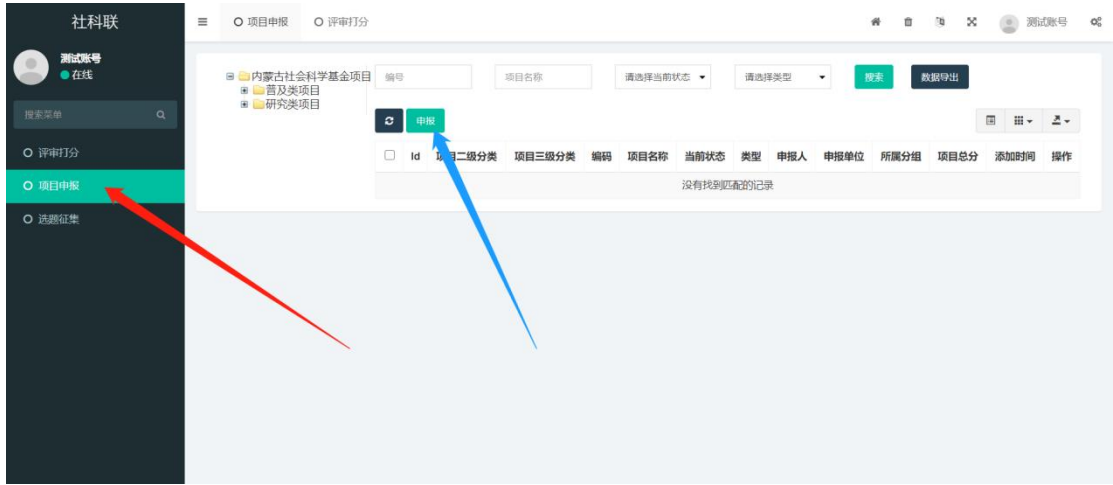 社科联
项目申报
评审打分
测试账号
测试账号
在线
搜索菜单
评审打分
项目申报
选题征集
内蒙古社会科学基金项目
普及类项目
研究类项目
编号
项目名称
请选择当前状态
请选择类型
搜索
数据导出
申报
Id 项目二级分类 项目三级分类 编码 项目名称 当前状态 类型 申报人 申报单位 所属分组 项目总分 添加时间 操作
没有找到匹配的记录